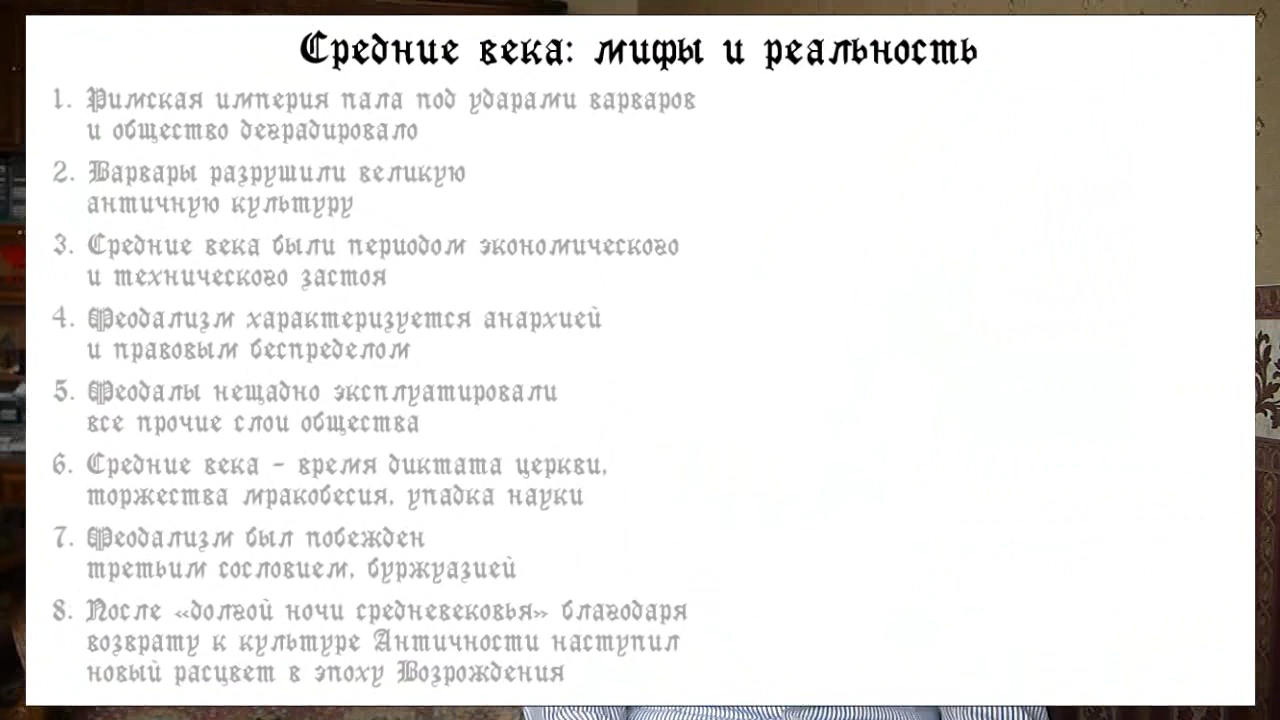 Средние века: мифы и реальность
1. Римская империя пала под ударами варваров
и общество деградировало
2. Варвары разрушили великую
античную культуру
3. Средние века были периодом экономического
и технического застоя
4. Феодализм характеризуется анархией
и правовым беспределом
5. Феодалы нещадно эксплуатировали
все прочие слои общества
6. Средние века – время диктата церкви,
торжества мракобесия, упадка науки
7. Феодализм был побежден
третьим сословием, буржуазией
8. После «долгой ночи средневековья» благодаря
возврату к культуре Античности наступил
новый расцвет в эпоху Возрождения